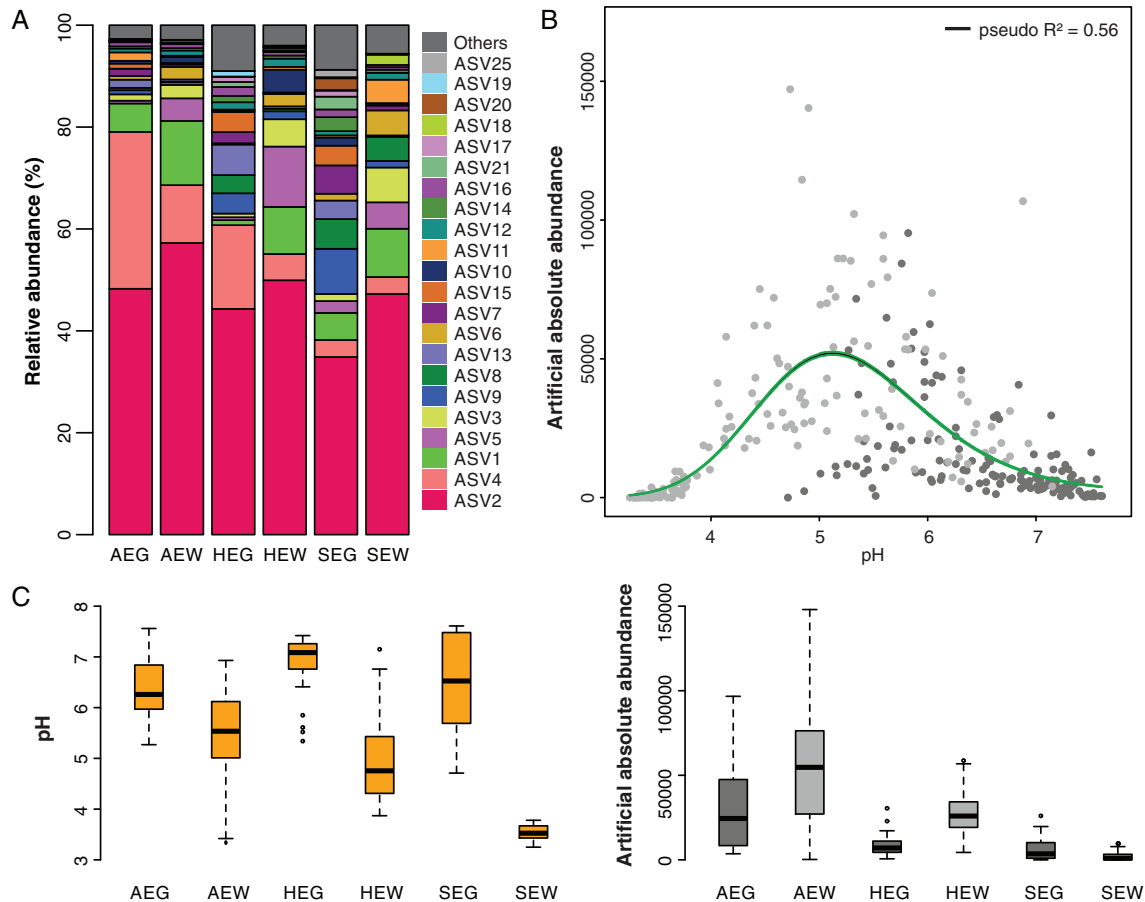 A
Relative abundance (%)
100
80
60
40
20
0
AEG AEW HEG HEW SEG SEW
Others
ASV25
ASV19
ASV20
ASV18
ASV17
ASV21
ASV16
ASV14
ASV12
ASV11
ASV10
ASV15
ASV7
ASV6
ASV13
ASV8
ASV9
ASV3
ASV5
ASV1
ASV4
ASV2
B
pseudo R² = 0.56
Artificial absolute abundance
150000
100000
50000
0
4 5 6 7
pH
C
pH
8
7
6
5
4
3
AEG AEW HEG HEW SEG SEW
Artificial absolute abundance
150000
100000
50000
0
AEG AEW HEG HEW SEG SEW